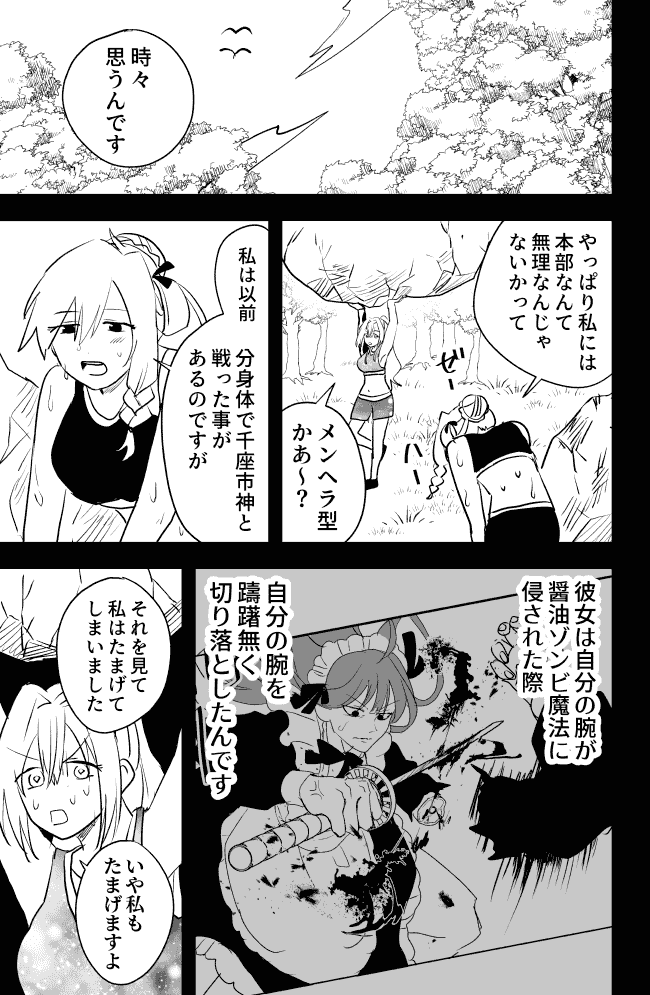 時々
思うんです
やっぱり私には
本部なんて
無理なんじゃ
ないかって
ぜー
はー
メンヘラ型
かあ〜？
私は以前
分身体で千座市神と
戦った事が
あるのですが
彼女は自分の腕が
醤油ゾンビ魔法に
侵された際
自分の腕を
躊躇無く
切り落としたんです
それを見て
私はたまげて
しまいました
いや私も
たまげますよ